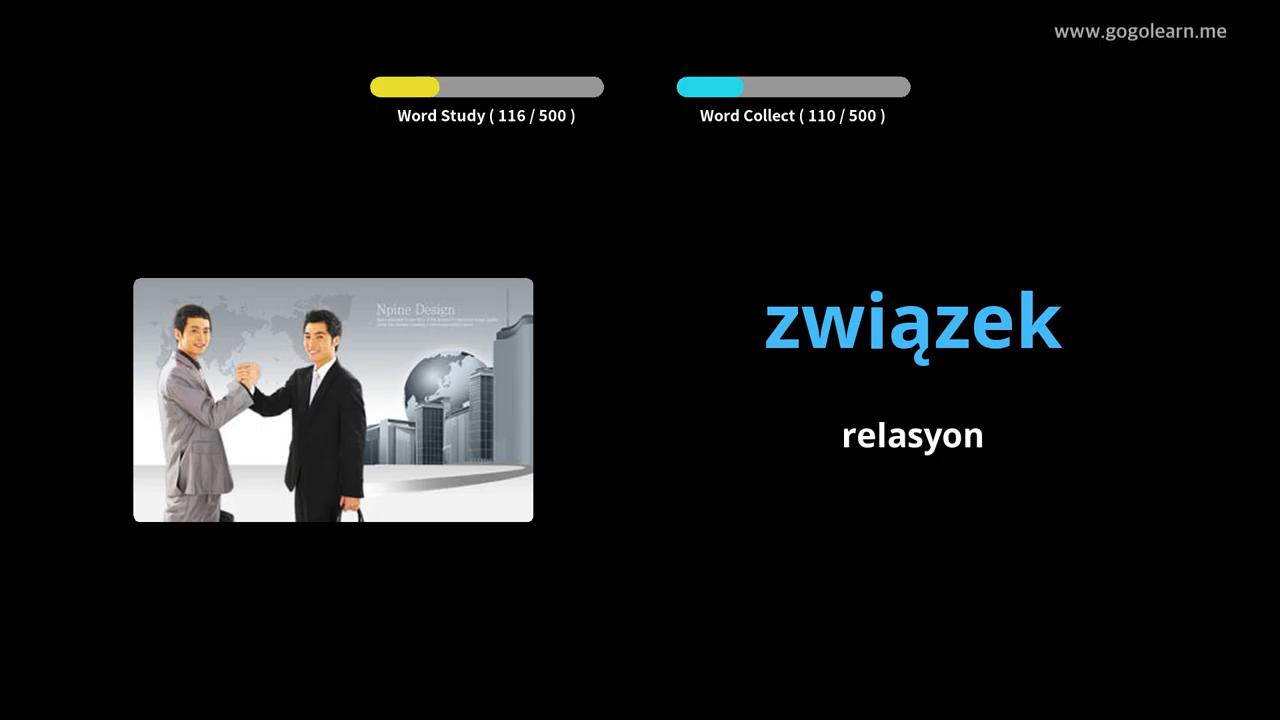 www.gogolearn.me
Word Study ( 116 / 500 )
Word Collect ( 110 / 500 )
Npine Design
związek
relasyon